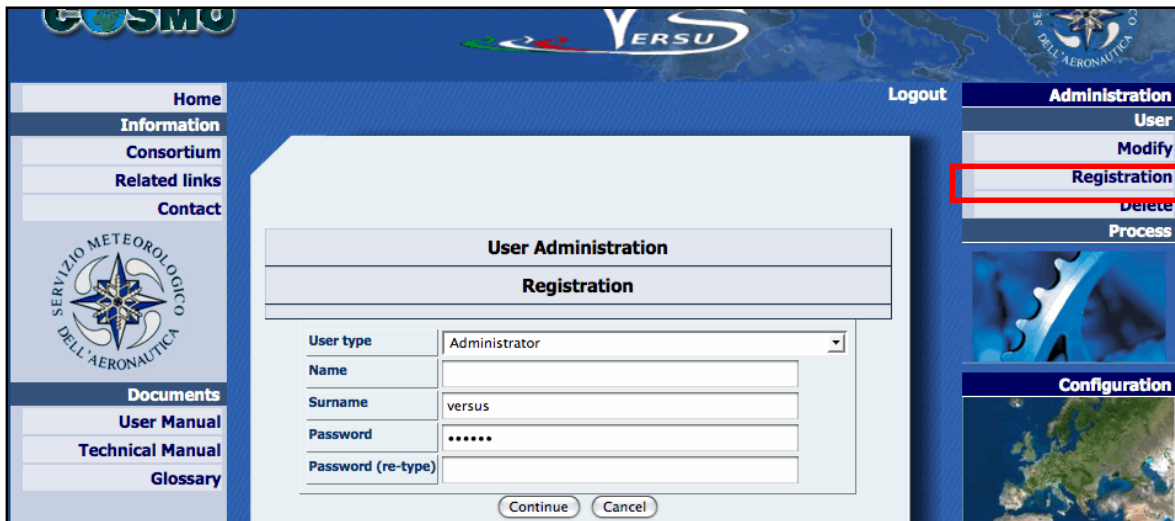 COSMO
VERSUS
DELL'AERONAUTICA
Logout
Home
Information
Consortium
Related links
Contact
SERVIZIO METEOROLOGICO
DELL'AERONAUTICA
Documents
User Manual
Technical Manual
Glossary
User Administration
Registration
User type
Administrator
Name
Surname
versus
Password
••••••
Password (re-type)
Continue
Cancel
Administration
User
Modify
Registration
Delete
Process
Configuration